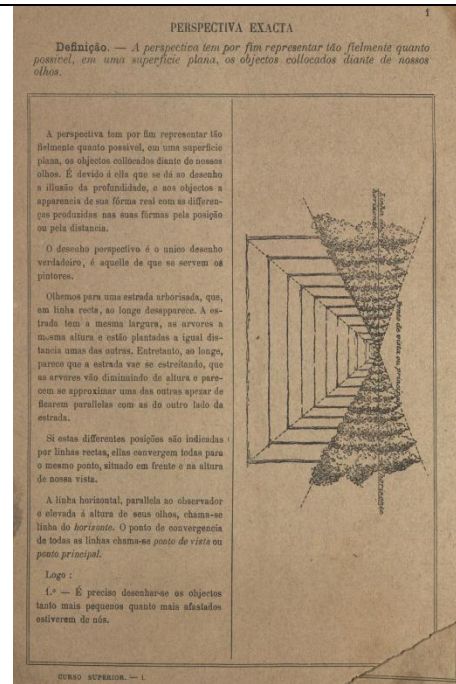 1
PERSPECTIVA EXACTA
Definição. — A perspectiva tem por fim representar tão fielmente quanto
possivel, em uma superficie plana, os objectos collocados diante de nossos
olhos.
A perspectiva tem por fim representar tão
fielmente quanto possivel, em uma superficie
plana, os objectos collocados diante de nossos
olhos. É devido á ella que se dá ao desenho
a illusão da profundidade, e aos objectos a
apparencia de sua fórma real com as differen-
ças produzidas nas suas fórmas pela posição
ou pela distancia.
O desenho perspectivo é o unico desenho
verdadeiro, é aquelle de que se servem os
pintores.
Olhemos para uma estrada arborisada, que,
em linha recta, ao longe desapparece. A es-
trada tem a mesma largura, as arvores a
mesma altura e estão plantadas a igual dis-
tancia umas das outras. Entretanto, ao longe,
parece que a estrada vae se estreitando, que
as arvores vão diminuindo de altura e pare-
cem se approximar uma das outras apezar de
ficarem parallelas com as do outro lado da
estrada.
Si estas differentes posições são indicadas
por linhas rectas, ellas convergem todas para
o mesmo ponto, situado em frente e na altura
de nossa vista.
A linha horizontal, parallela ao observador
e elevada á altura de seus olhos, chama-se
linha do horizonte. O ponto de convergencia
de todas as linhas chama-se ponto de vista ou
ponto principal.
Logo :
1.º — É preciso desenhar-se os objectos
tanto mais pequenos quanto mais afastados
estiverem de nós.
Ponto de vista ou principal
CURSO SUPERIOR. — 1.